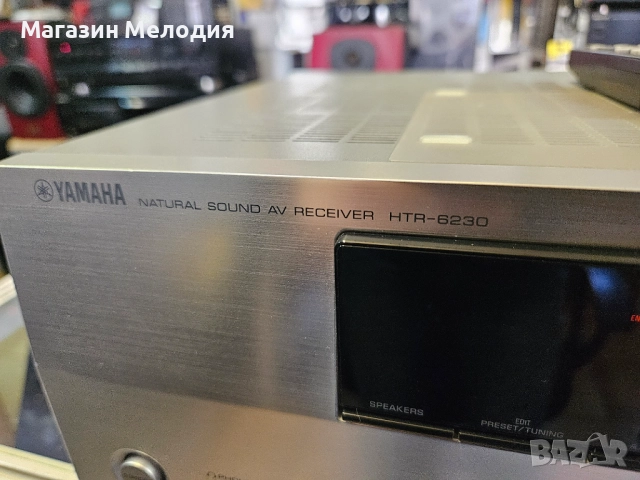 Магазин Мелодия
YAMAHA NATURAL SOUND AV RECEIVER HTR-6230
SPEAKERS
EDIT
PRESET/TUNING
BAZAR